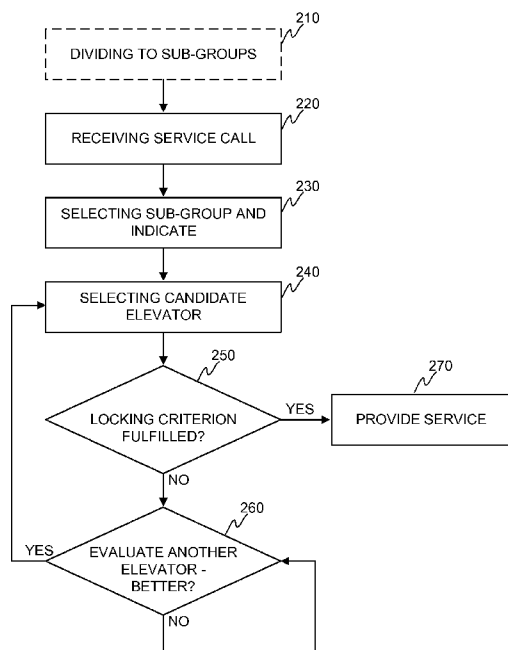 210
DIVIDING TO SUB-GROUPS
220
RECEIVING SERVICE CALL
230
SELECTING SUB-GROUP AND
INDICATE
240
SELECTING CANDIDATE
ELEVATOR
250
LOCKING CRITERION
FULFILLED?
YES
270
PROVIDE SERVICE
NO
260
YES
EVALUATE ANOTHER
ELEVATOR -
BETTER?
NO